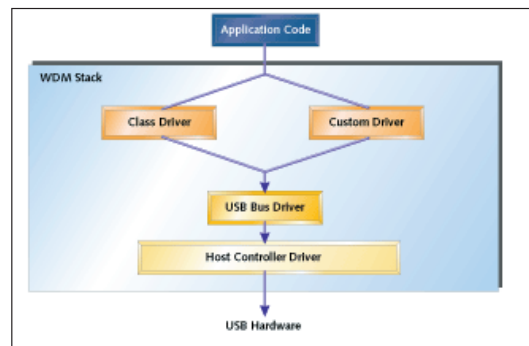 Application Code
WDM Stack
Class Driver
Custom Driver
USB Bus Driver
Host Controller Driver
USB Hardware